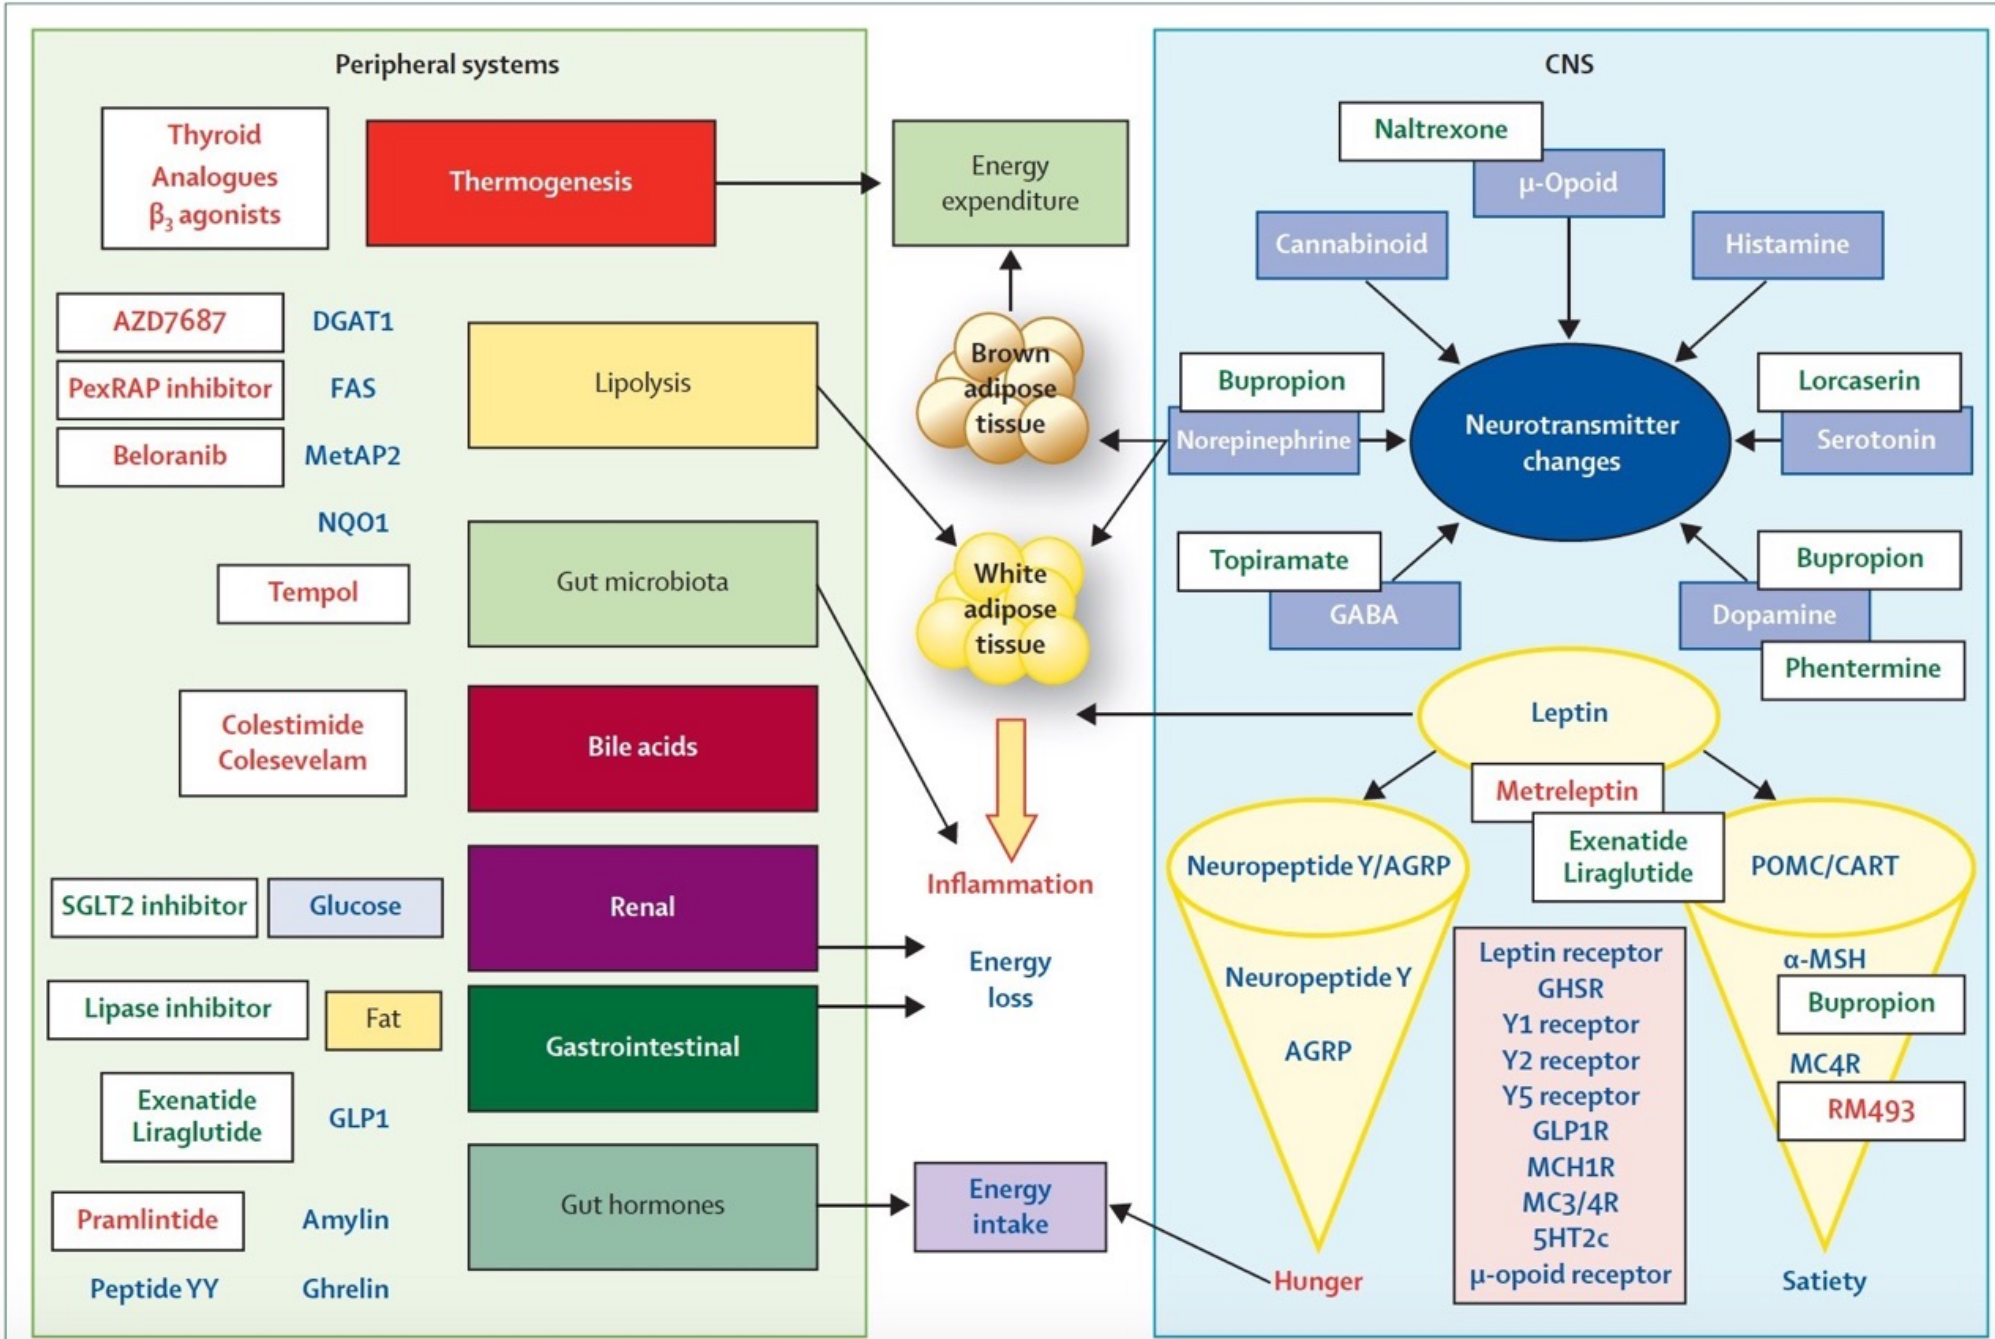 Peripheral systems
Thyroid
Analogues
β3 agonists
Thermogenesis
AZD7687
DGAT1
PexRAP inhibitor
FAS
Beloranib
MetAP2
NQO1
Lipolysis
Tempol
Gut microbiota
Colestimide
Colesevelam
Bile acids
SGLT2 inhibitor
Glucose
Renal
Lipase inhibitor
Fat
Gastrointestinal
Exenatide
Liraglutide
GLP1
Pramlintide
Amylin
Gut hormones
Peptide YY
Ghrelin
Energy
expenditure
Brown
adipose
tissue
White
adipose
tissue
Inflammation
Energy
loss
Energy
intake
CNS
Naltrexone
μ-Opoid
Cannabinoid
Histamine
Bupropion
Norepinephrine
Neurotransmitter
changes
Lorcaserin
Serotonin
Topiramate
GABA
Bupropion
Dopamine
Phentermine
Leptin
Metreleptin
Exenatide
Liraglutide
Neuropeptide Y/AGRP
POMC/CART
Neuropeptide Y
AGRP
Leptin receptor
GHSR
Y1 receptor
Y2 receptor
Y5 receptor
GLP1R
MCH1R
MC3/4R
5HT2c
μ-opoid receptor
α-MSH
Bupropion
MC4R
RM493
Hunger
Satiety